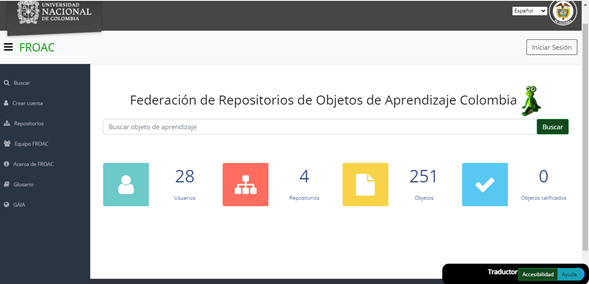 UNIVERSIDAD
NACIONAL
DE COLOMBIA
Español
FROAC
Iniciar Sesión
Buscar
Crear cuenta
Repositorios
Equipo FROAC
Acerca de FROAC
Glosario
GAIA
Federación de Repositorios de Objetos de Aprendizaje Colombia
Buscar objeto de aprendizaje
Buscar
28
Usuarios
4
Repositorios
251
Objetos
0
Objetos calificados
Traductor
Accesibilidad
Ayuda